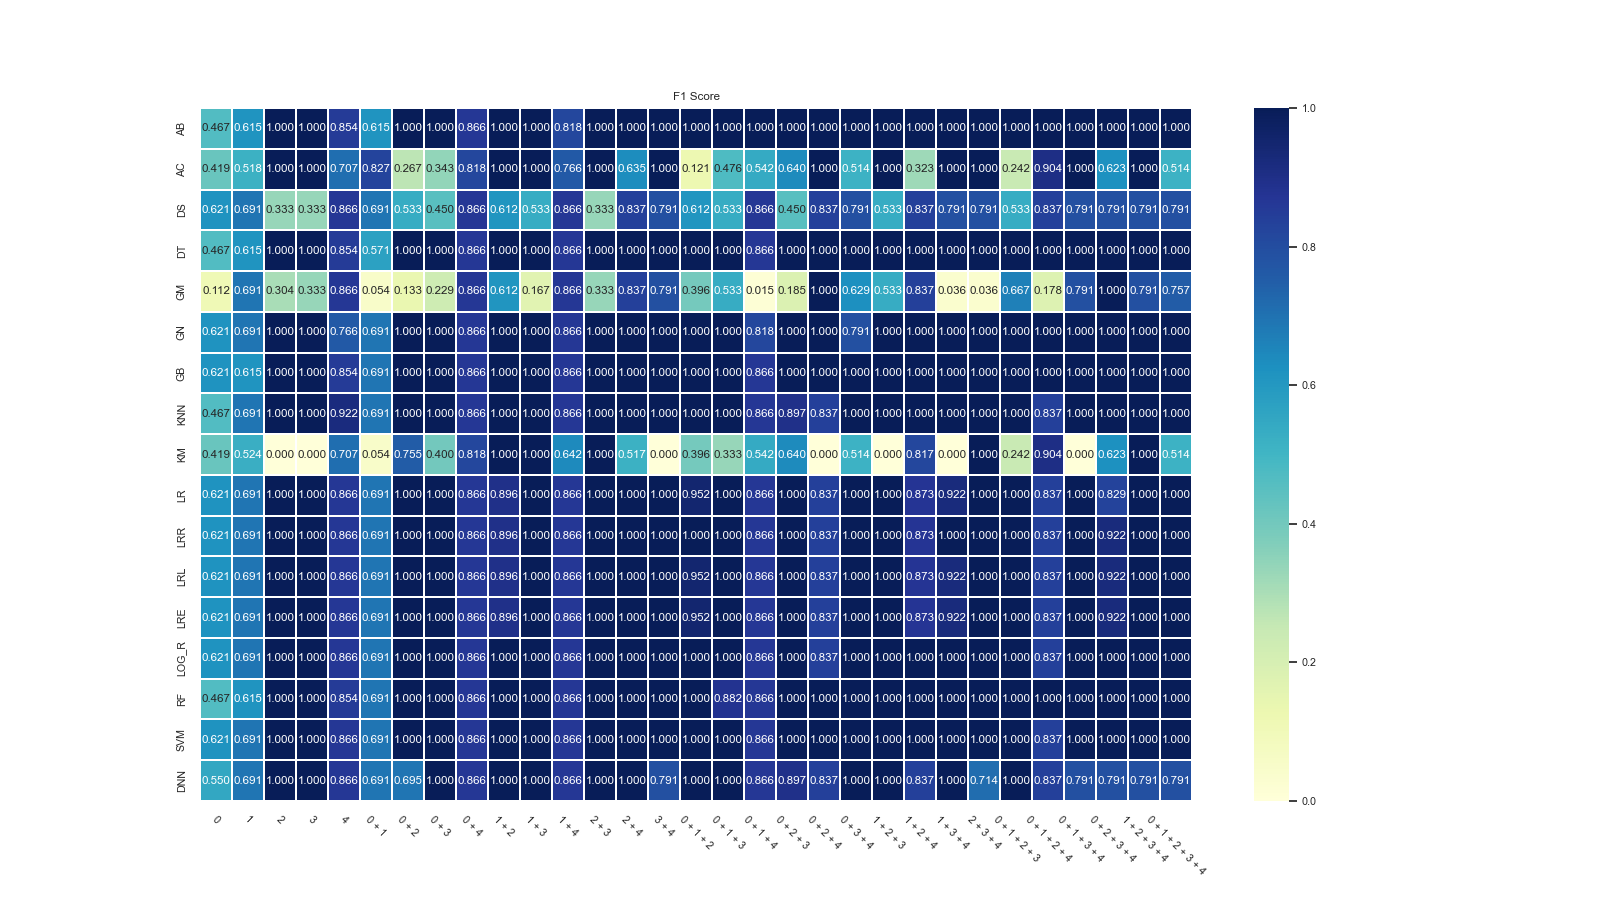 F1 Score
AB 0.467 0.615 1.000 1.000 0.854 0.615 1.000 1.000 0.866 1.000 1.000 0.818 1.000 1.000 1.000 1.000 1.000 1.000 1.000 1.000 1.000 1.000 1.000 1.000 1.000 1.000 1.000 1.000 1.000 1.000 1.000
AC 0.419 0.518 1.000 1.000 0.707 0.827 0.267 0.343 0.818 1.000 1.000 0.766 1.000 0.635 1.000 0.121 0.476 0.542 0.640 1.000 0.514 1.000 0.323 1.000 1.000 0.242 0.904 1.000 0.623 1.000 0.514
DS 0.621 0.691 0.333 0.333 0.866 0.691 0.533 0.450 0.866 0.612 0.533 0.866 0.333 0.837 0.791 0.612 0.533 0.866 0.450 0.837 0.791 0.533 0.837 0.791 0.791 0.533 0.837 0.791 0.791 0.791 0.791
DT 0.467 0.615 1.000 1.000 0.854 0.571 1.000 1.000 0.866 1.000 1.000 0.866 1.000 1.000 1.000 1.000 1.000 0.866 1.000 1.000 1.000 1.000 1.000 1.000 1.000 1.000 1.000 1.000 1.000 1.000 1.000
GM 0.112 0.691 0.304 0.333 0.866 0.054 0.133 0.229 0.866 0.612 0.167 0.866 0.333 0.837 0.791 0.396 0.533 0.015 0.185 1.000 0.629 0.533 0.837 0.036 0.036 0.667 0.178 0.791 1.000 0.791 0.757
GN 0.621 0.691 1.000 1.000 0.766 0.691 1.000 1.000 0.866 1.000 1.000 0.866 1.000 1.000 1.000 1.000 1.000 0.818 1.000 1.000 0.791 1.000 1.000 1.000 1.000 1.000 1.000 1.000 1.000 1.000 1.000
GB 0.621 0.615 1.000 1.000 0.854 0.691 1.000 1.000 0.866 1.000 1.000 0.866 1.000 1.000 1.000 1.000 1.000 0.866 1.000 1.000 1.000 1.000 1.000 1.000 1.000 1.000 1.000 1.000 1.000 1.000 1.000
KNN 0.467 0.691 1.000 1.000 0.922 0.691 1.000 1.000 0.866 1.000 1.000 0.866 1.000 1.000 1.000 1.000 1.000 0.866 0.897 0.837 1.000 1.000 1.000 1.000 1.000 1.000 0.837 1.000 1.000 1.000 1.000
KM 0.419 0.524 0.000 0.000 0.707 0.054 0.755 0.400 0.818 1.000 1.000 0.642 1.000 0.517 0.000 0.396 0.333 0.542 0.640 0.000 0.514 0.000 0.817 0.000 1.000 0.242 0.904 0.000 0.623 1.000 0.514
LR 0.621 0.691 1.000 1.000 0.866 0.691 1.000 1.000 0.866 0.896 1.000 0.866 1.000 1.000 1.000 0.952 1.000 0.866 1.000 0.837 1.000 1.000 0.873 0.922 1.000 1.000 0.837 1.000 0.829 1.000 1.000
LRR 0.621 0.691 1.000 1.000 0.866 0.691 1.000 1.000 0.866 0.896 1.000 0.866 1.000 1.000 1.000 1.000 1.000 0.866 1.000 0.837 1.000 1.000 0.873 1.000 1.000 1.000 0.837 1.000 0.922 1.000 1.000
LRL 0.621 0.691 1.000 1.000 0.866 0.691 1.000 1.000 0.866 0.896 1.000 0.866 1.000 1.000 1.000 0.952 1.000 0.866 1.000 0.837 1.000 1.000 0.873 0.922 1.000 1.000 0.837 1.000 0.922 1.000 1.000
LRE 0.621 0.691 1.000 1.000 0.866 0.691 1.000 1.000 0.866 0.896 1.000 0.866 1.000 1.000 1.000 0.952 1.000 0.866 1.000 0.837 1.000 1.000 0.873 0.922 1.000 1.000 0.837 1.000 0.922 1.000 1.000
LOG_R 0.621 0.691 1.000 1.000 0.866 0.691 1.000 1.000 0.866 1.000 1.000 0.866 1.000 1.000 1.000 1.000 1.000 0.866 1.000 0.837 1.000 1.000 1.000 1.000 1.000 1.000 0.837 1.000 1.000 1.000 1.000
RF 0.467 0.615 1.000 1.000 0.854 0.691 1.000 1.000 0.866 1.000 1.000 0.866 1.000 1.000 1.000 1.000 0.882 0.866 1.000 1.000 1.000 1.000 1.000 1.000 1.000 1.000 1.000 1.000 1.000 1.000 1.000
SVM 0.621 0.691 1.000 1.000 0.866 0.691 1.000 1.000 0.866 1.000 1.000 0.866 1.000 1.000 1.000 1.000 1.000 0.866 1.000 1.000 1.000 1.000 1.000 1.000 1.000 1.000 0.837 1.000 1.000 1.000 1.000
DNN 0.550 0.691 1.000 1.000 0.866 0.691 0.695 1.000 0.866 1.000 1.000 0.866 1.000 1.000 0.791 1.000 1.000 0.866 0.897 0.837 1.000 1.000 0.837 1.000 0.714 1.000 0.837 0.791 0.791 0.791 0.791
0
1
2
3
4
0 + 1
0 + 2
0 + 3
0 + 4
1 + 2
1 + 3
1 + 4
2 + 3
2 + 4
3 + 4
0 + 1 + 2
0 + 1 + 3
0 + 1 + 4
0 + 2 + 3
0 + 2 + 4
0 + 3 + 4
1 + 2 + 3
1 + 2 + 4
1 + 3 + 4
2 + 3 + 4
0 + 1 + 2 + 3
0 + 1 + 2 + 4
0 + 1 + 3 + 4
0 + 2 + 3 + 4
1 + 2 + 3 + 4
0 + 1 + 2 + 3 + 4
1.0
0.8
0.6
0.4
0.2
0.0